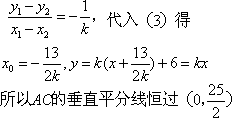 (y₁-y₂)/(x₁-x₂)=-1/k，代入（3）得
x₀=-13/(2k), y=k(x+13/(2k))+6=kx
所以AC的垂直平分线恒过（0,25/2）